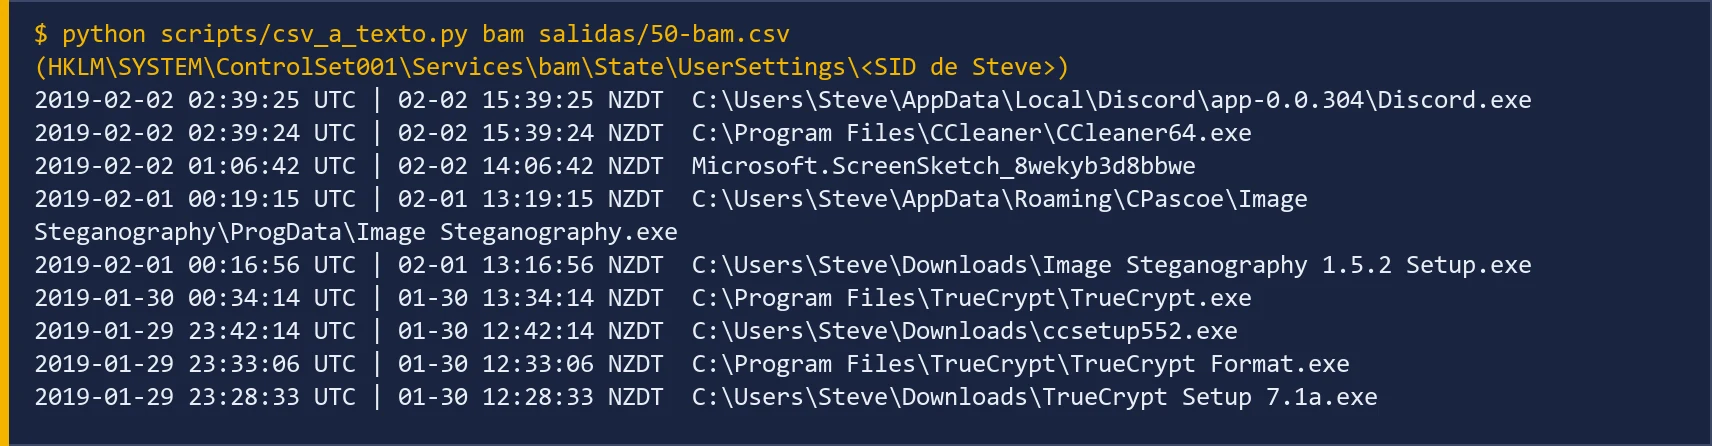 $ python scripts/csv_a_texto.py bam salidas/50-bam.csv
(HKLM\SYSTEM\ControlSet001\Services\bam\State\UserSettings\<SID de Steve>)
2019-02-02 02:39:25 UTC | 02-02 15:39:25 NZDT  C:\Users\Steve\AppData\Local\Discord\app-0.0.304\Discord.exe
2019-02-02 02:39:24 UTC | 02-02 15:39:24 NZDT  C:\Program Files\CCleaner\CCleaner64.exe
2019-02-02 01:06:42 UTC | 02-02 14:06:42 NZDT  Microsoft.ScreenSketch_8wekyb3d8bbwe
2019-02-01 00:19:15 UTC | 02-01 13:19:15 NZDT  C:\Users\Steve\AppData\Roaming\CPascoe\Image
Steganography\ProgData\Image Steganography.exe
2019-02-01 00:16:56 UTC | 02-01 13:16:56 NZDT  C:\Users\Steve\Downloads\Image Steganography 1.5.2 Setup.exe
2019-01-30 00:34:14 UTC | 01-30 13:34:14 NZDT  C:\Program Files\TrueCrypt\TrueCrypt.exe
2019-01-29 23:42:14 UTC | 01-30 12:42:14 NZDT  C:\Users\Steve\Downloads\ccsetup552.exe
2019-01-29 23:33:06 UTC | 01-30 12:33:06 NZDT  C:\Program Files\TrueCrypt\TrueCrypt Format.exe
2019-01-29 23:28:33 UTC | 01-30 12:28:33 NZDT  C:\Users\Steve\Downloads\TrueCrypt Setup 7.1a.exe